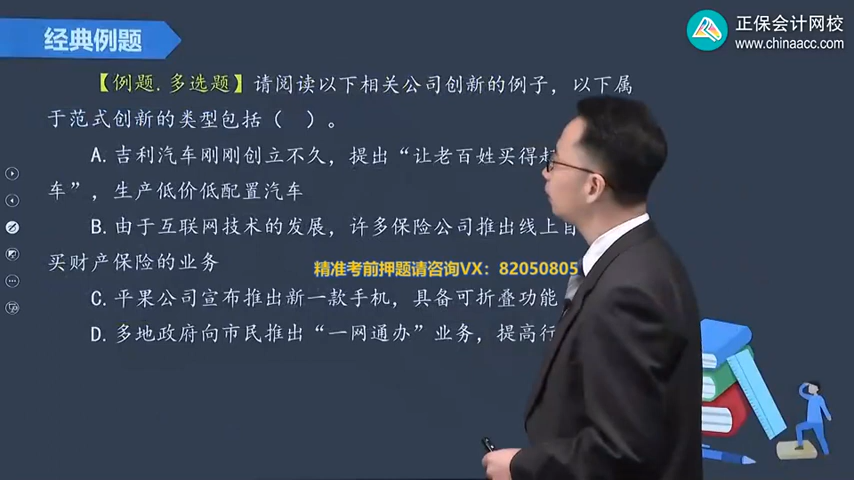 经典例题
正保会计网校
www.chinaacc.com
【例题.多选题】请阅读以下相关公司创新的例子，以下属
于范式创新的类型包括（ ）。
A.吉利汽车刚刚创立不久，提出“让老百姓买得
车”，生产低价低配置汽车
B.由于互联网技术的发展，许多保险公司推出线上
买财产保险的业务
精准考前押题请咨询VX：82050805
C.苹果公司宣布推出新一款手机，具备可折叠功能
D.多地政府向市民推出“一网通办”业务，提高行